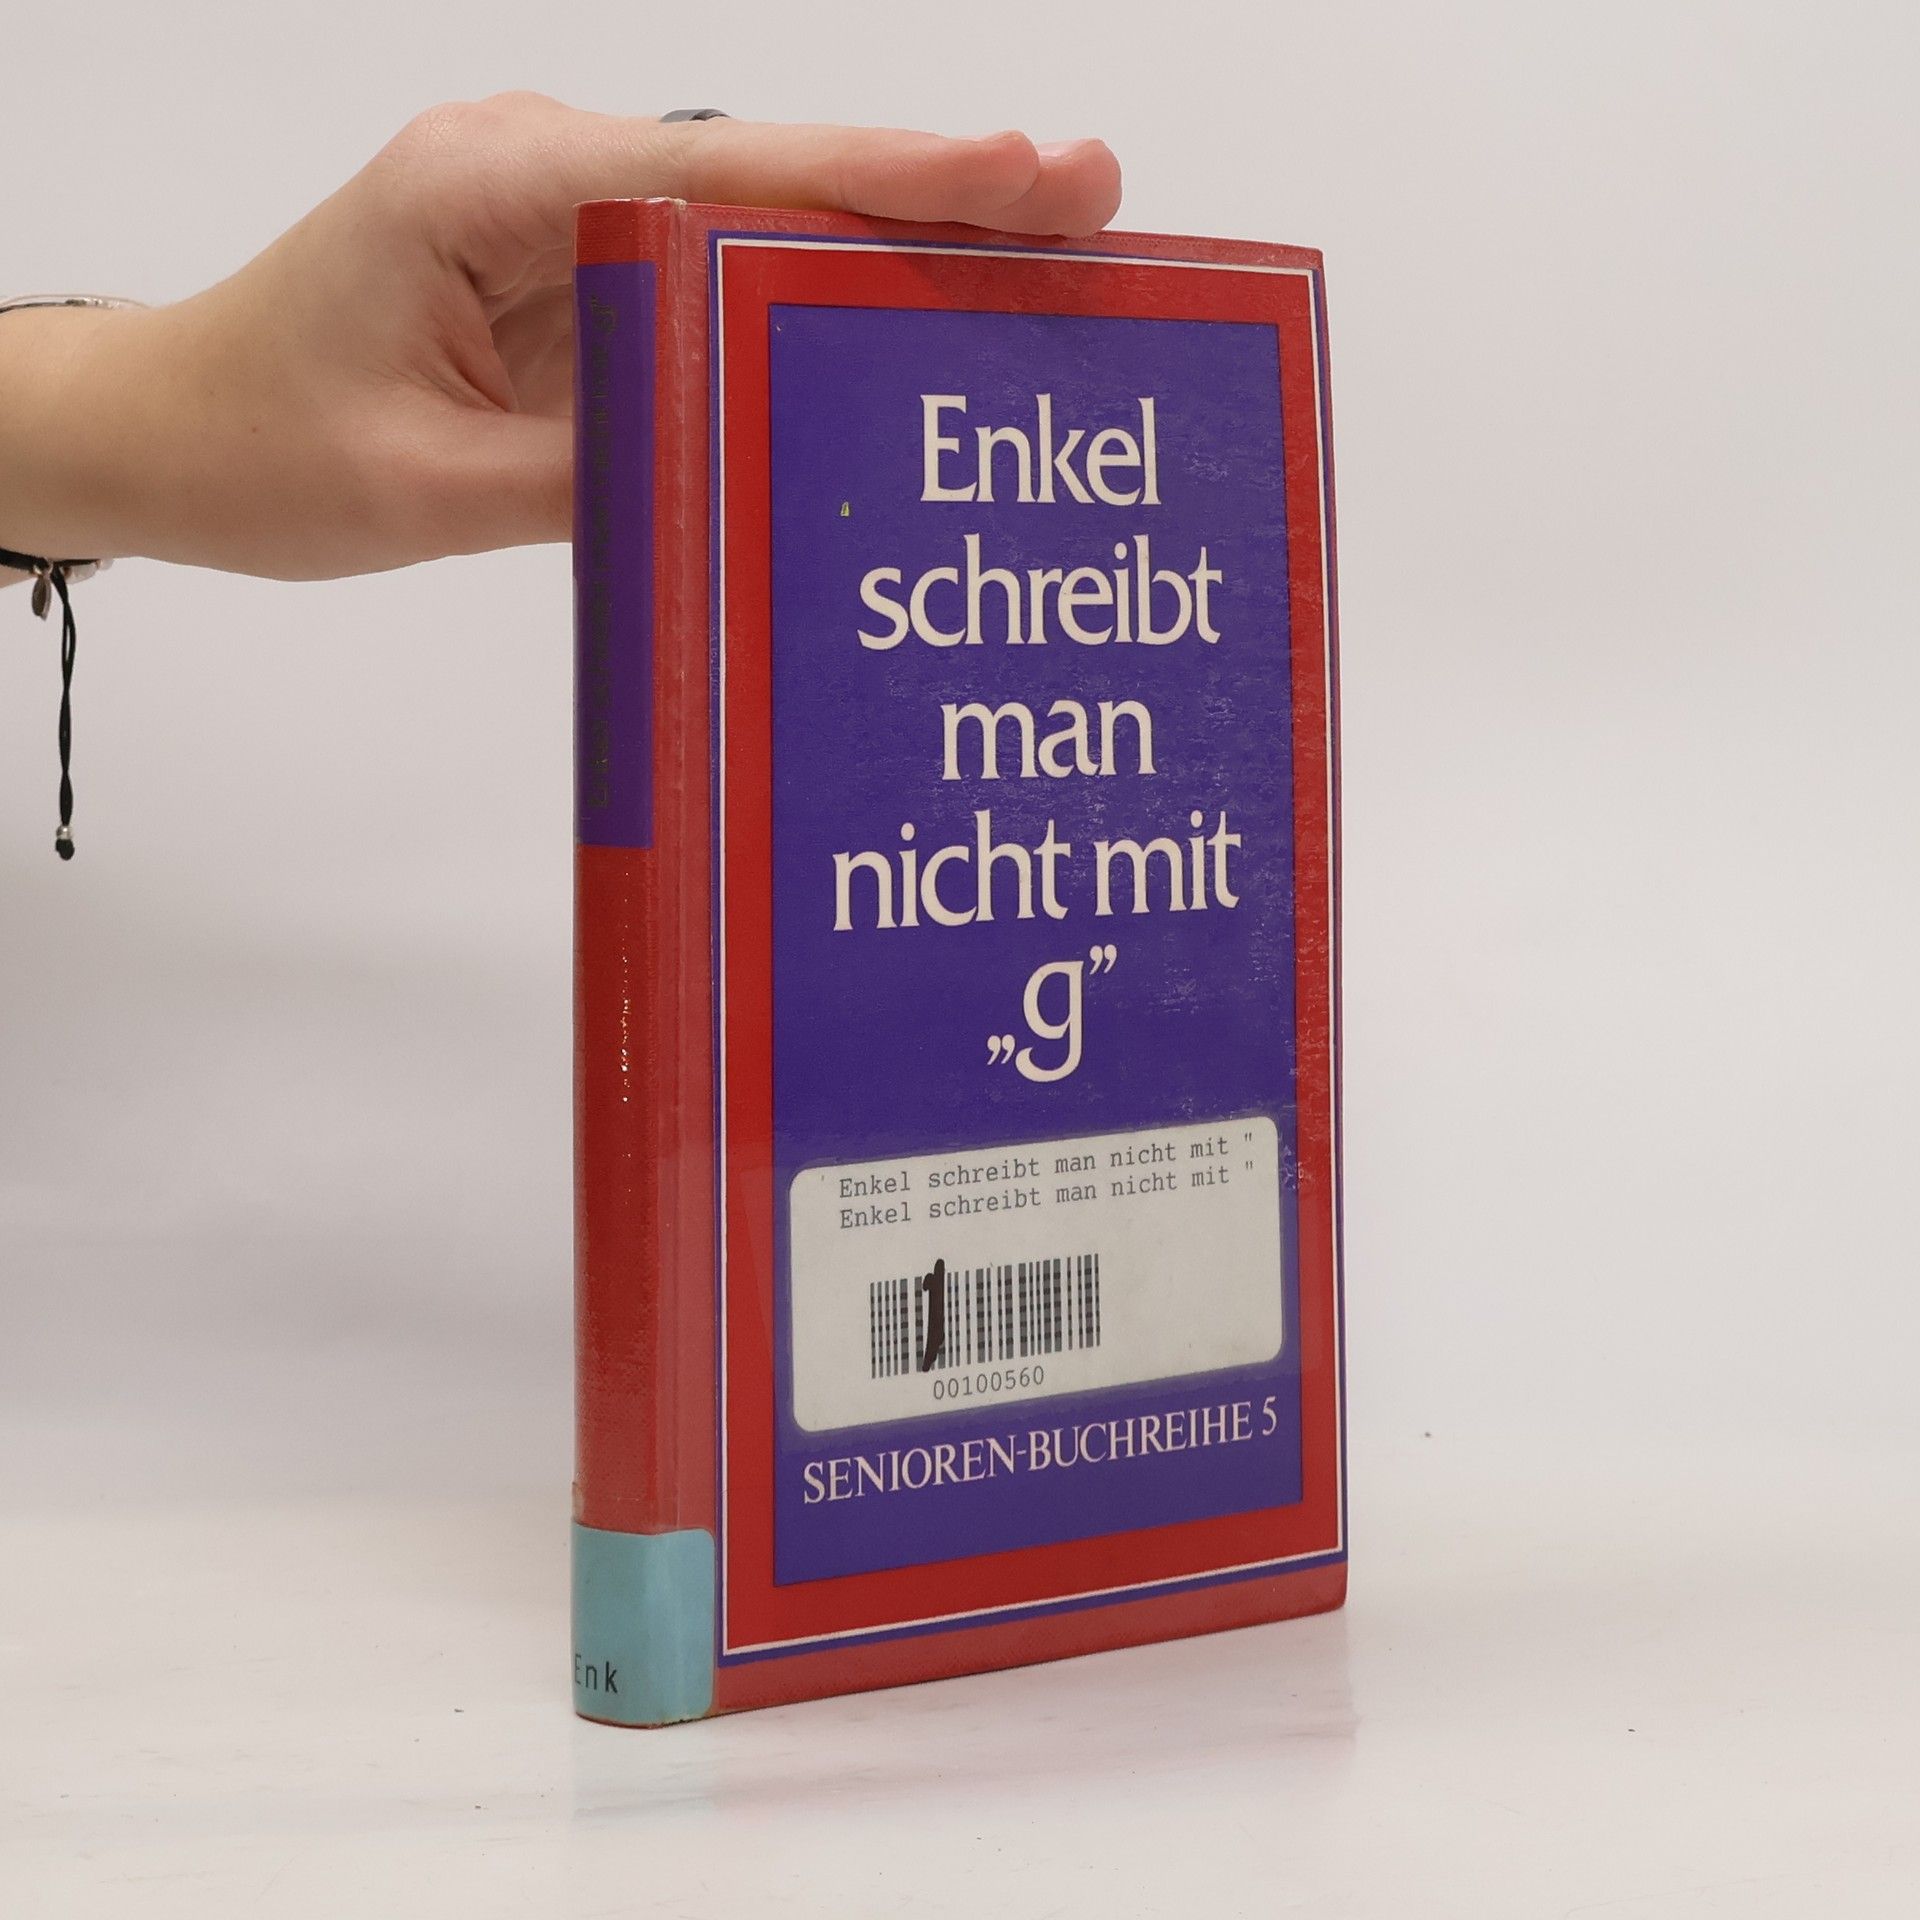 Enkel
schreibt
man
nicht mit
„g”
Enkel schreibt man nicht mit "
Enkel schreibt man nicht mit "
00100560
SENIOREN-BUCHREIHE 5
Enk